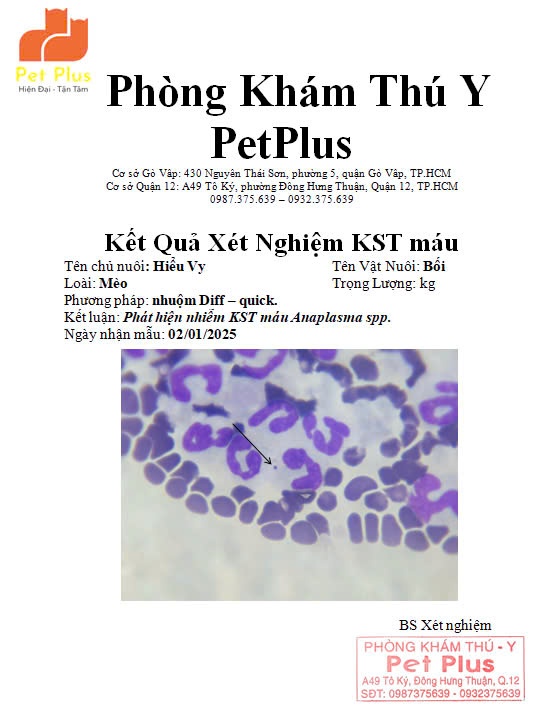 Pet Plus
Hiện Đại - Tân Tâm
Phòng Khám Thú Y
PetPlus
Cơ sở Gò Vấp: 430 Nguyễn Thái Sơn, phường 5, quận Gò Vấp, TP.HCM
Cơ sở Quận 12: A49 Tô Ký, phường Đông Hưng Thuận, Quận 12, TP.HCM
0987.375.639 – 0932.375.639
Kết Quả Xét Nghiệm KST máu
Tên chủ nuôi: Hiểu Vy Tên Vật Nuôi: Bối
Loài: Mèo Trọng Lượng: kg
Phương pháp: nhuộm Diff – quick.
Kết luận: Phát hiện nhiễm KST máu Anaplasma spp.
Ngày nhận mẫu: 02/01/2025
BS Xét nghiệm
PHÒNG KHÁM THÚ - Y
Pet Plus
A49 Tô Ký, Đông Hưng Thuận, Q.12
SĐT: 0987375639 - 0932375639